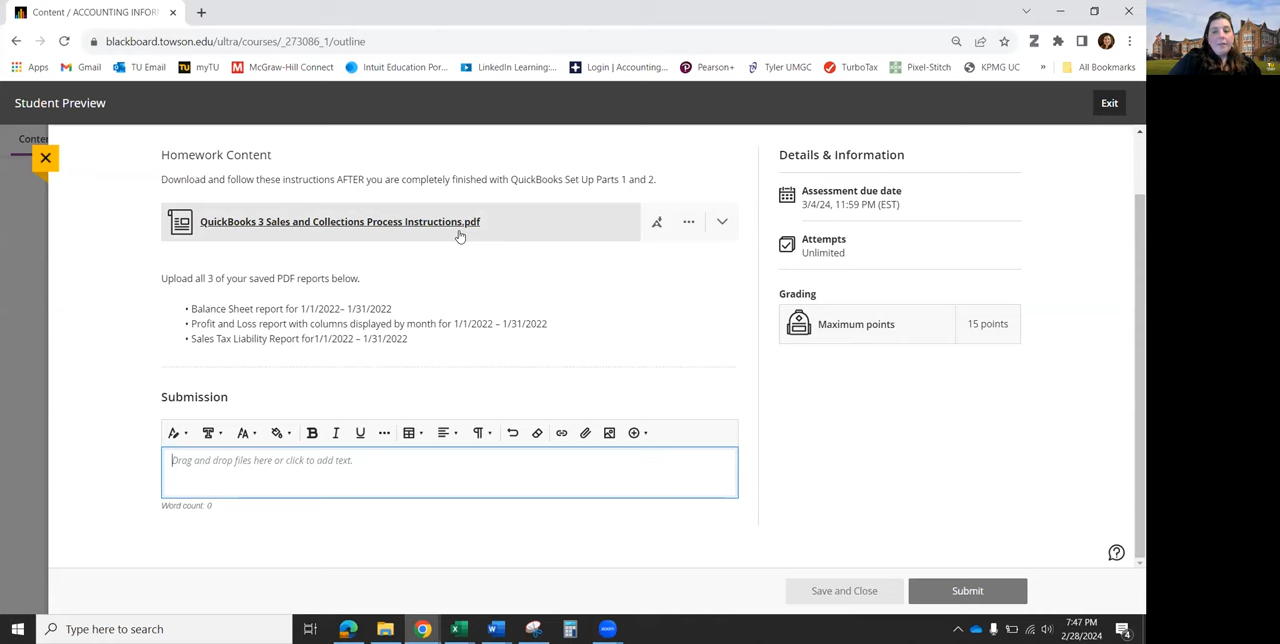 Content / ACCOUNTING INFOR
blackboard.towson.edu/ultra/courses/_273086_1/outline
Apps Gmail TU Email myTU McGraw-Hill Connect Intuit Education Por... LinkedIn Learning:... Login | Accounting... Pearson+ Tyler UMGC TurboTax Pixel-Stitch KPMG UC » All Bookmarks
Student Preview
Exit
Conter
Homework Content
Download and follow these instructions AFTER you are completely finished with QuickBooks Set Up Parts 1 and 2.
QuickBooks 3 Sales and Collections Process Instructions.pdf
Upload all 3 of your saved PDF reports below.
• Balance Sheet report for 1/1/2022– 1/31/2022
• Profit and Loss report with columns displayed by month for 1/1/2022 – 1/31/2022
• Sales Tax Liability Report for1/1/2022 – 1/31/2022
Submission
Drag and drop files here or click to add text.
Word count: 0
Details & Information
Assessment due date
3/4/24, 11:59 PM (EST)
Attempts
Unlimited
Grading
Maximum points
15 points
Save and Close
Submit
Type here to search
7:47 PM
2/28/2024
4